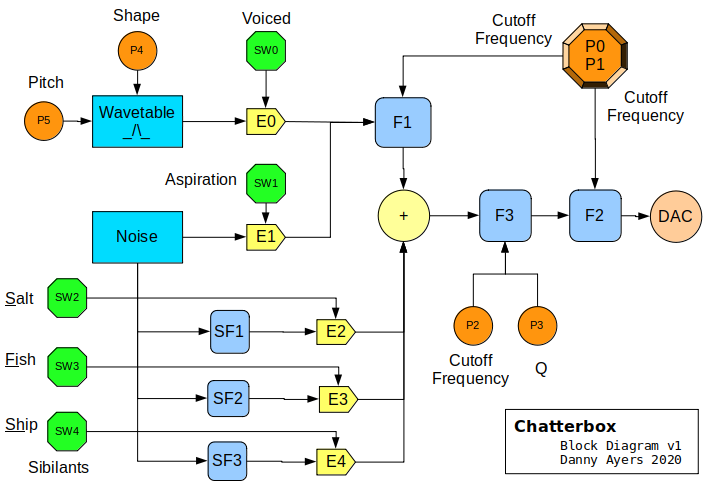 Shape
Voiced
Cutoff
Frequency
P4
SW0
P0
P1
Pitch
Cutoff
Frequency
P5
Wavetable
_/\_
E0
F1
Aspiration
SW1
Noise
E1
+
F3
F2
DAC
Salt
SW2
SF1
E2
P2
P3
Fish
SW3
Cutoff
Frequency
Q
SF2
E3
Ship
SW4
Sibilants
SF3
E4
Chatterbox
Block Diagram v1
Danny Ayers 2020